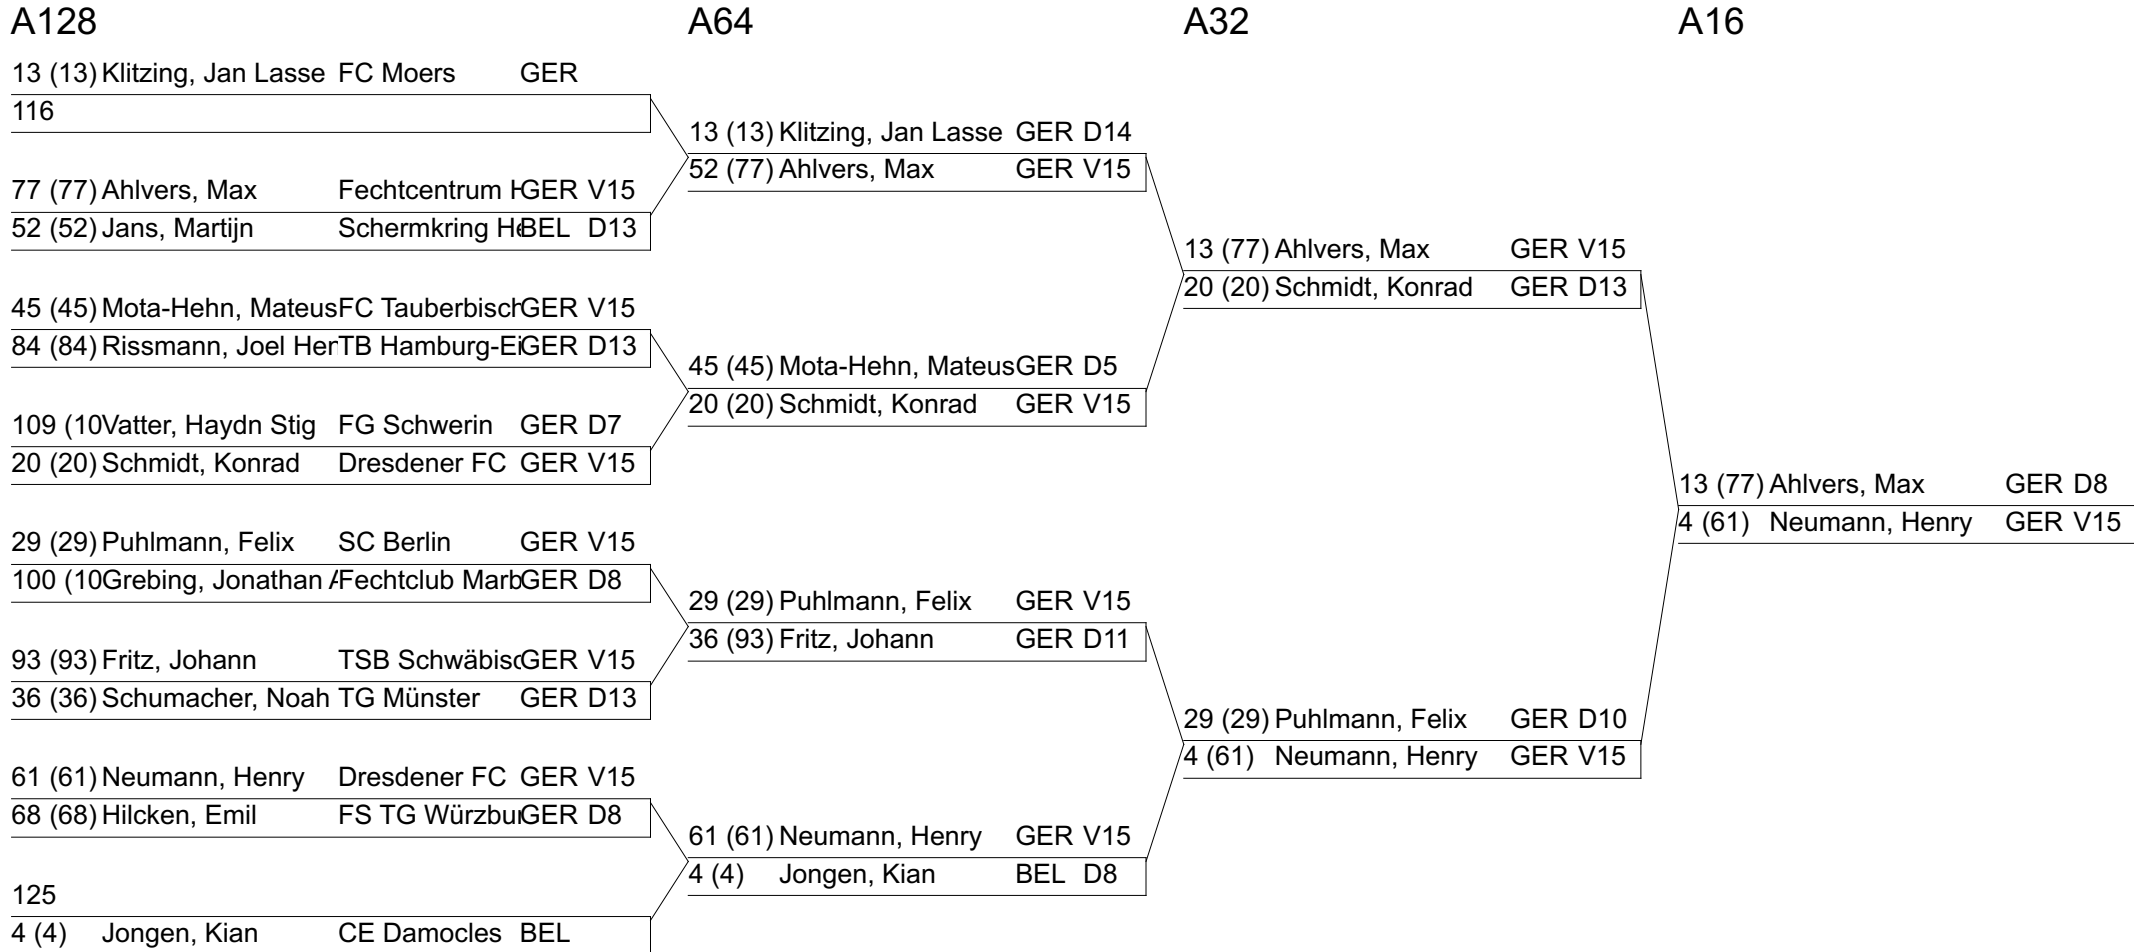 A128 A64 A32 A16
13 (13) Klitzing, Jan Lasse FC Moers GER
116
13 (13) Klitzing, Jan Lasse GER D14
52 (77) Ahlvers, Max GER V15
77 (77) Ahlvers, Max Fechtcentrum H GER V15
52 (52) Jans, Martijn Schermkring He BEL D13
13 (77) Ahlvers, Max GER V15
20 (20) Schmidt, Konrad GER D13
45 (45) Mota-Hehn, Mateus FC Tauberbisch GER V15
84 (84) Rissmann, Joel Hen TB Hamburg-Ei GER D13
45 (45) Mota-Hehn, Mateus GER D5
20 (20) Schmidt, Konrad GER V15
109 (10 Vatter, Haydn Stig FG Schwerin GER D7
20 (20) Schmidt, Konrad Dresdener FC GER V15
13 (77) Ahlvers, Max GER D8
4 (61) Neumann, Henry GER V15
29 (29) Puhlmann, Felix SC Berlin GER V15
100 (10 Grebing, Jonathan A Fechtclub Marb GER D8
29 (29) Puhlmann, Felix GER V15
36 (93) Fritz, Johann GER D11
93 (93) Fritz, Johann TSB Schwäbisc GER V15
36 (36) Schumacher, Noah TG Münster GER D13
29 (29) Puhlmann, Felix GER D10
4 (61) Neumann, Henry GER V15
61 (61) Neumann, Henry Dresdener FC GER V15
68 (68) Hilcken, Emil FS TG Würzbur GER D8
61 (61) Neumann, Henry GER V15
4 (4) Jongen, Kian BEL D8
125
4 (4) Jongen, Kian CE Damocles BEL